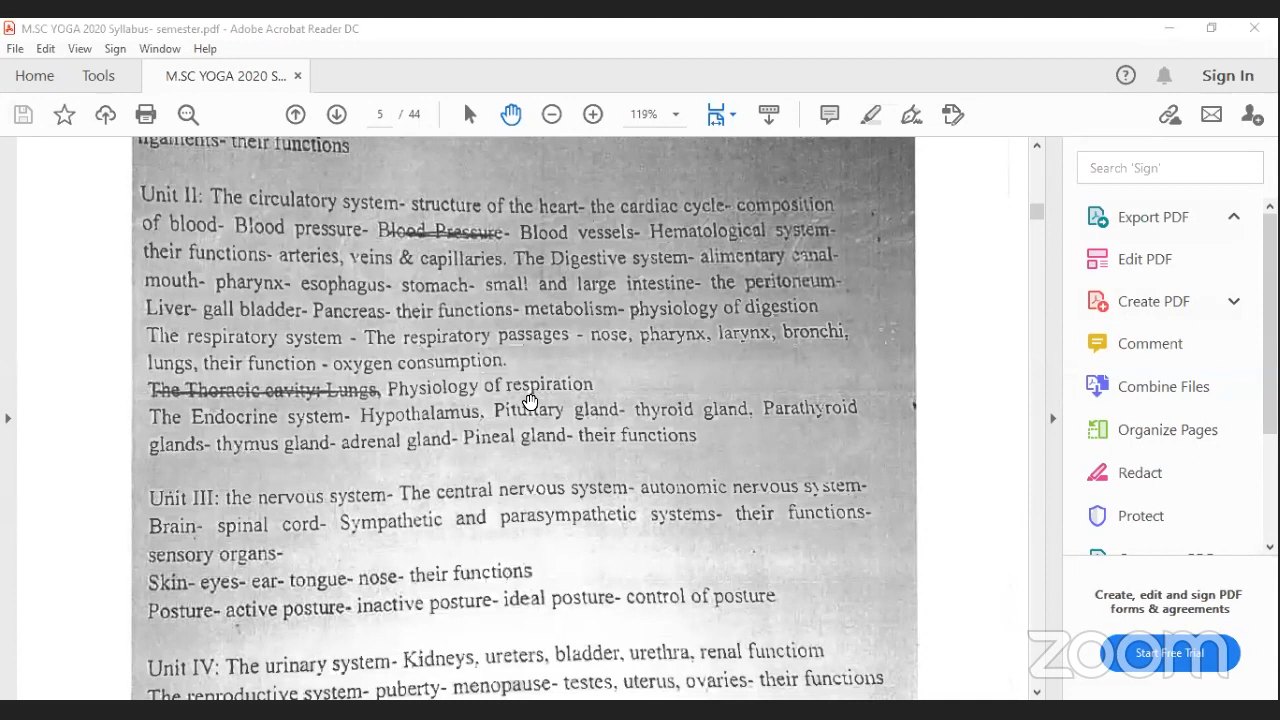 M.SC YOGA 2020 Syllabus- semester.pdf - Adobe Acrobat Reader DC
File Edit View Sign Window Help
Home Tools M.SC YOGA 2020 S... × Sign In
5 / 44 119%
ligaments- their functions
Unit II: The circulatory system- structure of the heart- the cardiac cycle- composition
of blood- Blood pressure- Blood Pressure- Blood vessels- Hematological system-
their functions- arteries, veins & capillaries. The Digestive system- alimentary canal-
mouth- pharynx- esophagus- stomach- small and large intestine- the peritoneum-
Liver- gall bladder- Pancreas- their functions- metabolism- physiology of digestion
The respiratory system - The respiratory passages - nose, pharynx, larynx, bronchi,
lungs, their function - oxygen consumption.
The Thoracic cavity: Lungs, Physiology of respiration
The Endocrine system- Hypothalamus, Pituitary gland- thyroid gland, Parathyroid
glands- thymus gland- adrenal gland- Pineal gland- their functions
Unit III: the nervous system- The central nervous system- autonomic nervous system-
Brain- spinal cord- Sympathetic and parasympathetic systems- their functions-
sensory organs-
Skin- eyes- ear- tongue- nose- their functions
Posture- active posture- inactive posture- ideal posture- control of posture
Unit IV: The urinary system- Kidneys, ureters, bladder, urethra, renal function
The reproductive system- puberty- menopause- testes, uterus, ovaries- their functions
Search 'Sign'
Export PDF
Edit PDF
Create PDF
Comment
Combine Files
Organize Pages
Redact
Protect
Create, edit and sign PDF
forms & agreements
Start Free Trial
zoom